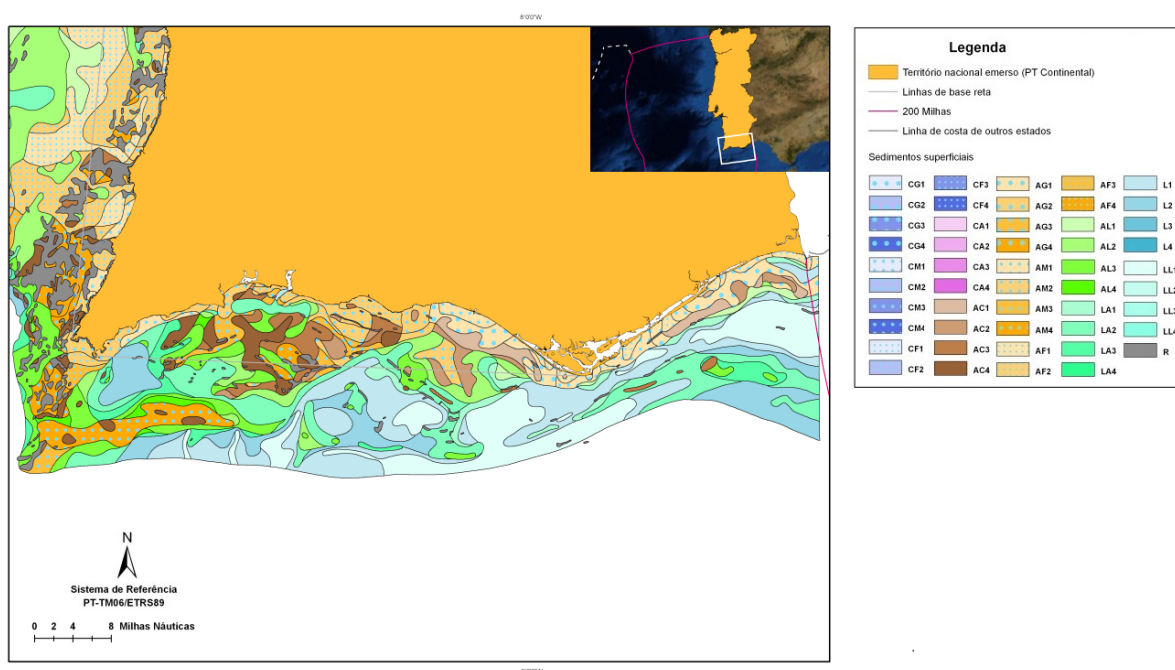 8°0'0"W
Legenda
Território nacional emerso (PT Continental)
Linhas de base reta
200 Milhas
Linha de costa de outros estados
Sedimentos superficiais
CG1 CF3 AG1 AF3 L1
CG2 CF4 AG2 AF4 L2
CG3 CA1 AG3 AL1 L3
CG4 CA2 AG4 AL2 L4
CM1 CA3 AM1 AL3 LL1
CM2 CA4 AM2 AL4
CM3 AC1 AM3 LA1
CM4 AC2 AM4 LA2 LL4
CF1 AC3 AF1 LA3 R
CF2 AC4 AF2 LA4
N
Sistema de Referência
PT-TM06/ETRS89
0 2 4 8 Milhas Náuticas